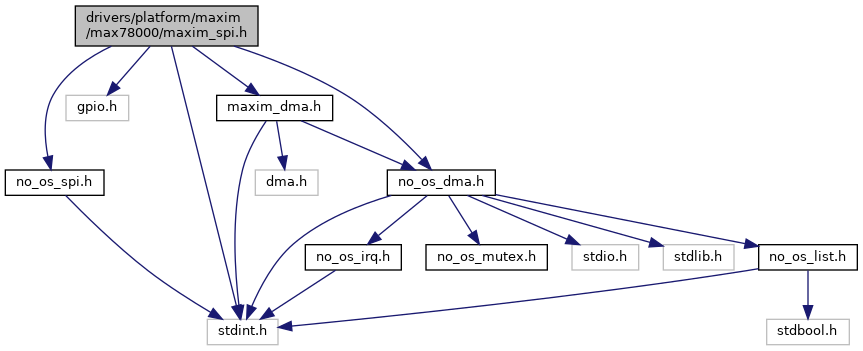 drivers/platform/maxim
/max78000/maxim_spi.h
gpio.h
maxim_dma.h
no_os_spi.h
dma.h
no_os_dma.h
no_os_irq.h
no_os_mutex.h
stdio.h
stdlib.h
no_os_list.h
stdint.h
stdbool.h